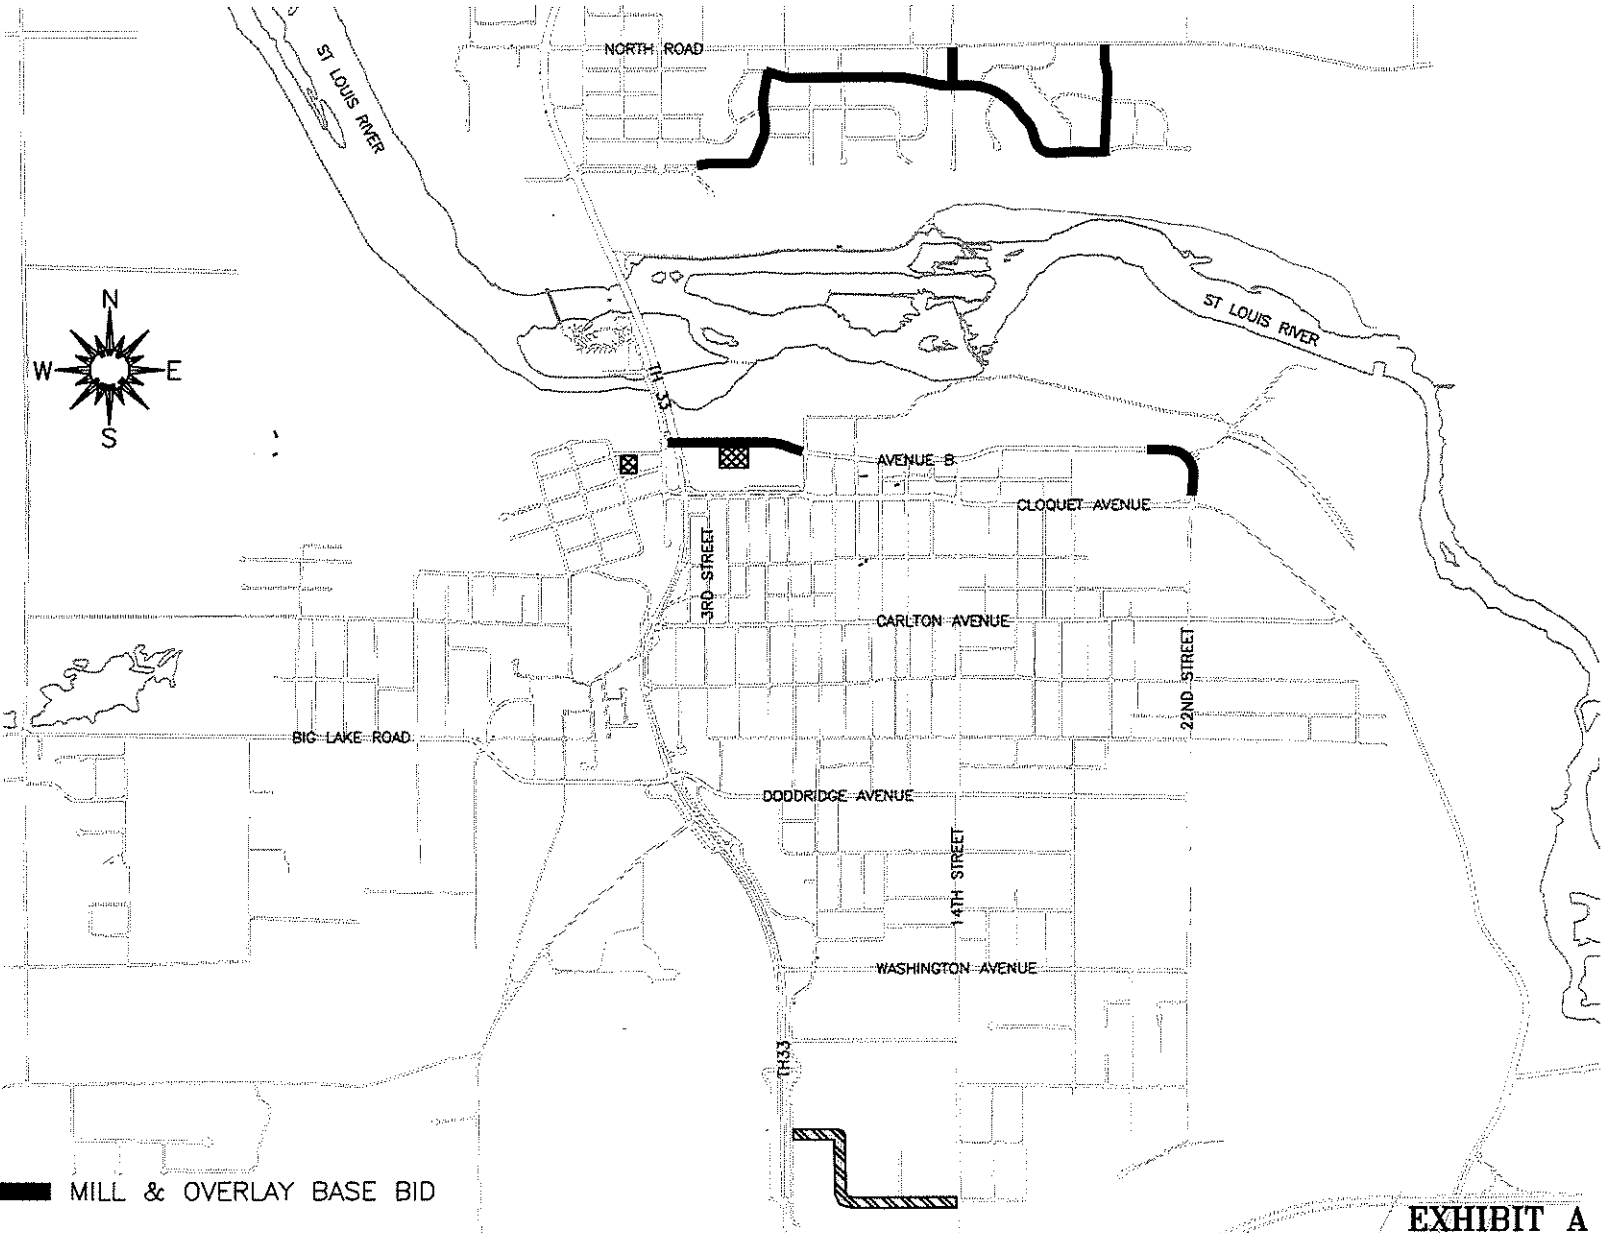 NORTH ROAD
ST LOUIS RIVER
N
W E
S
ST LOUIS RIVER
TH 33
AVENUE B
CLOQUET AVENUE
3RD STREET
CARLTON AVENUE
22ND STREET
BIG LAKE ROAD
DODDRIDGE AVENUE
14TH STREET
WASHINGTON AVENUE
TH33
MILL & OVERLAY BASE BID
EXHIBIT A